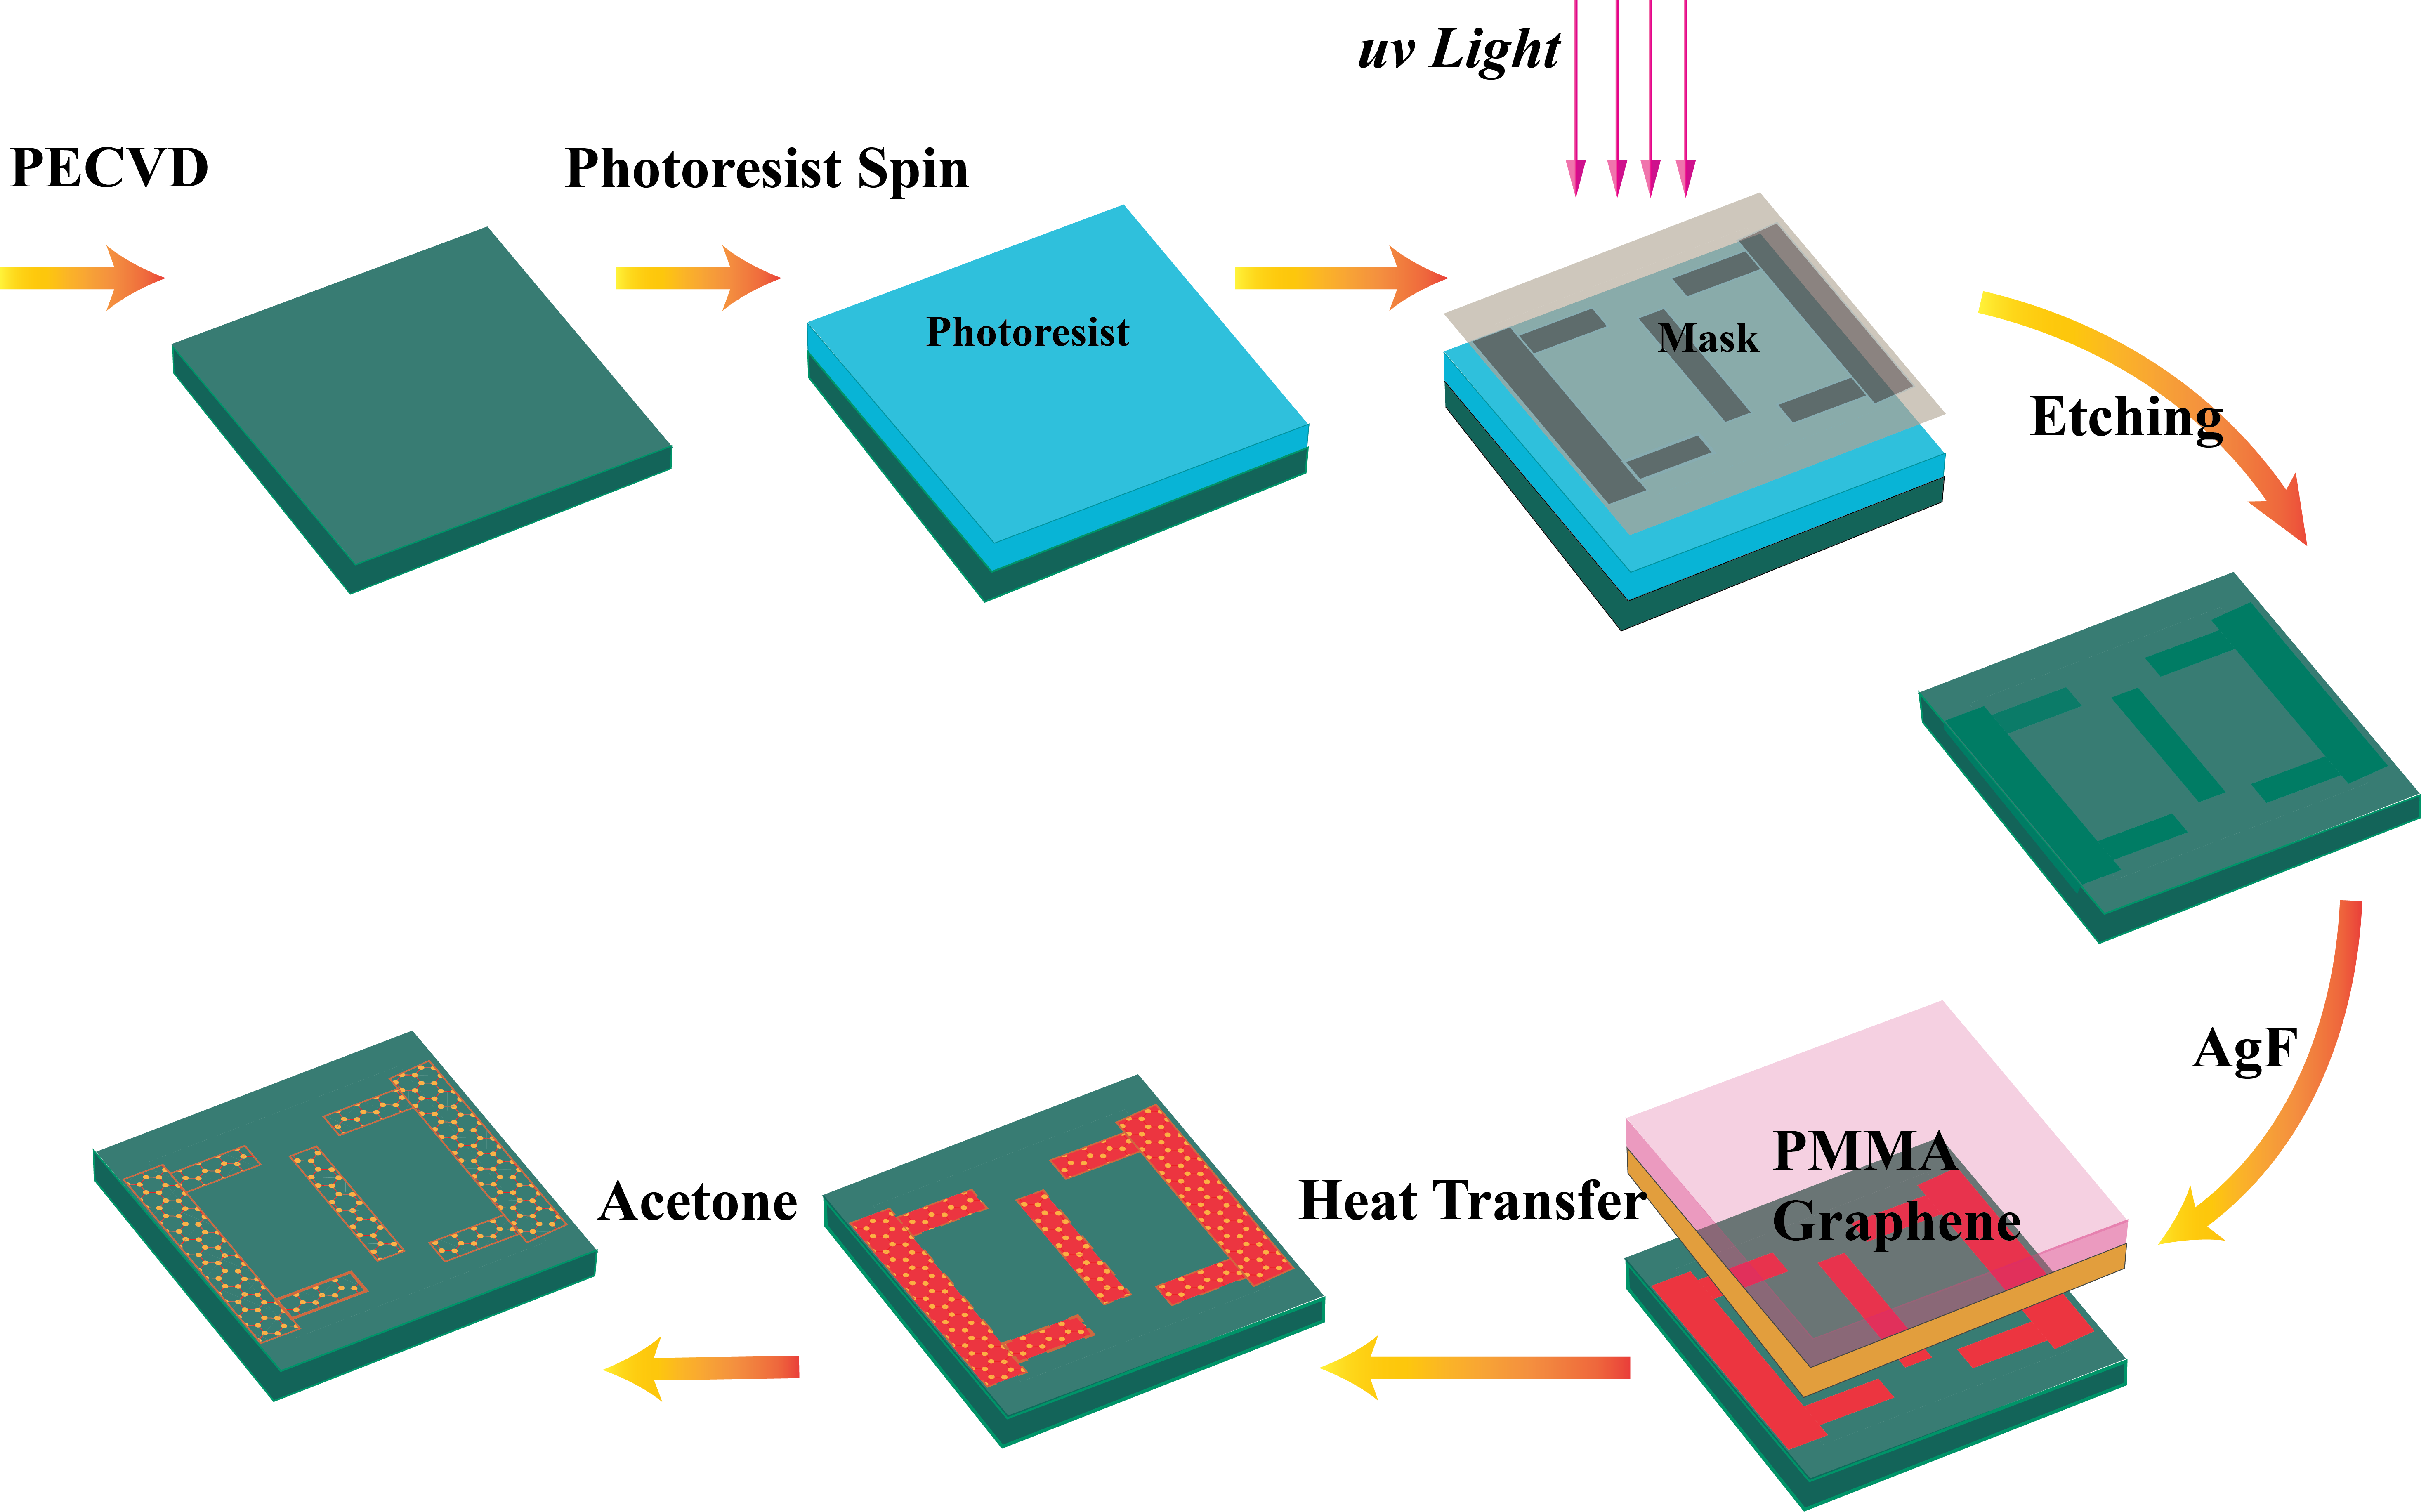 uv Light
PECVD
Photoresist Spin
Photoresist
Mask
Etching
AgF
PMMA
Graphene
Heat Transfer
Acetone